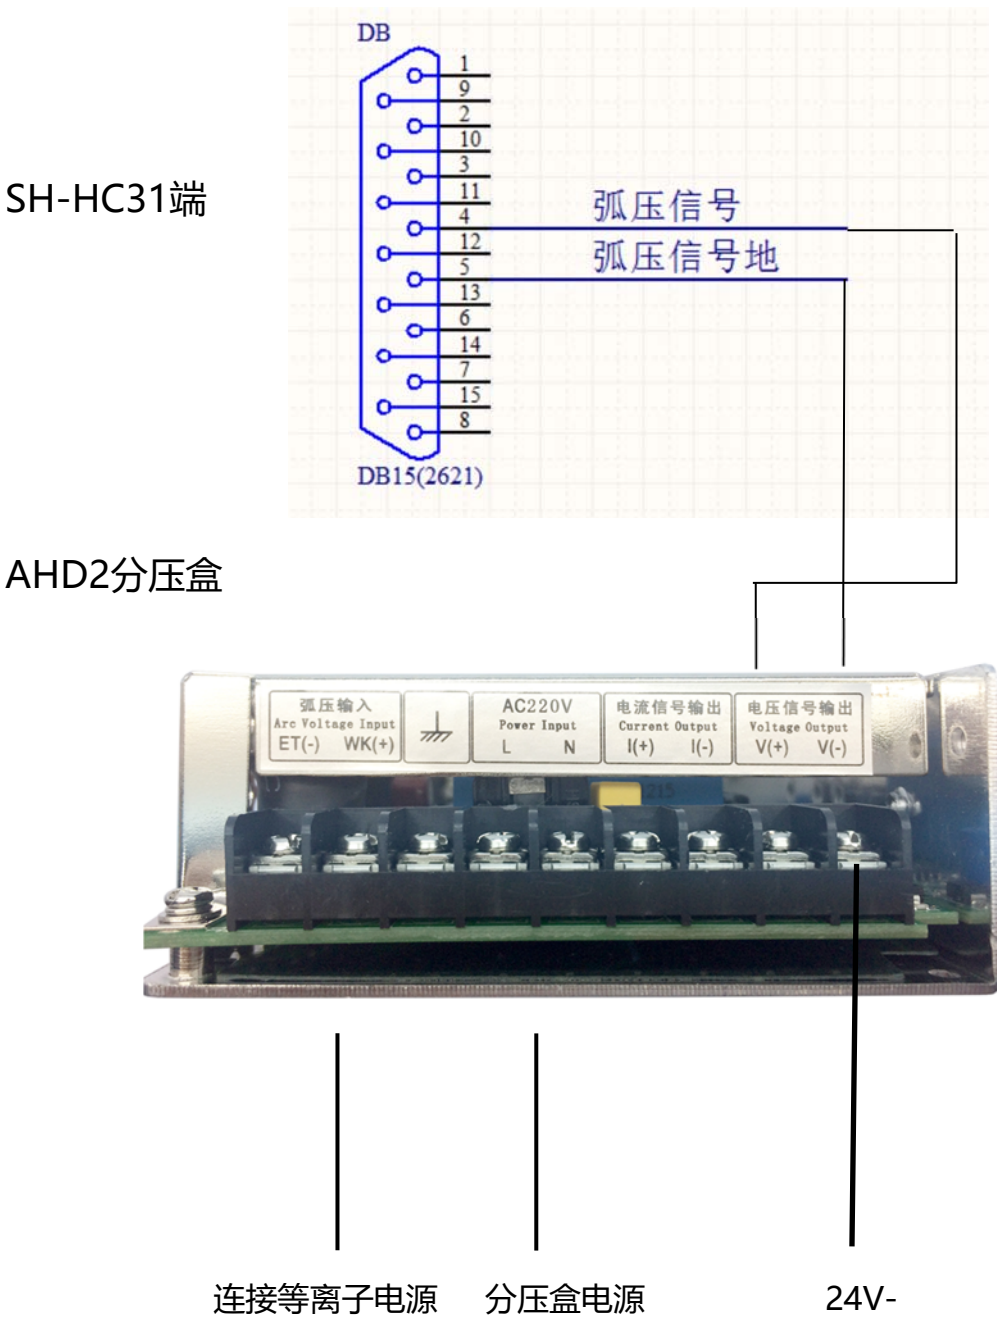 DB
1
9
2
10
3
11
4
12
5
13
6
14
7
15
8
DB15(2621)
SH-HC31端
弧压信号
弧压信号地
AHD2分压盒
弧压输入
Arc Voltage Input
ET(-) WK(+)
AC220V
Power Input
L N
电流信号输出
Current Output
I(+) I(-)
电压信号输出
Voltage Output
V(+) V(-)
215
连接等离子电源
分压盒电源
24V-